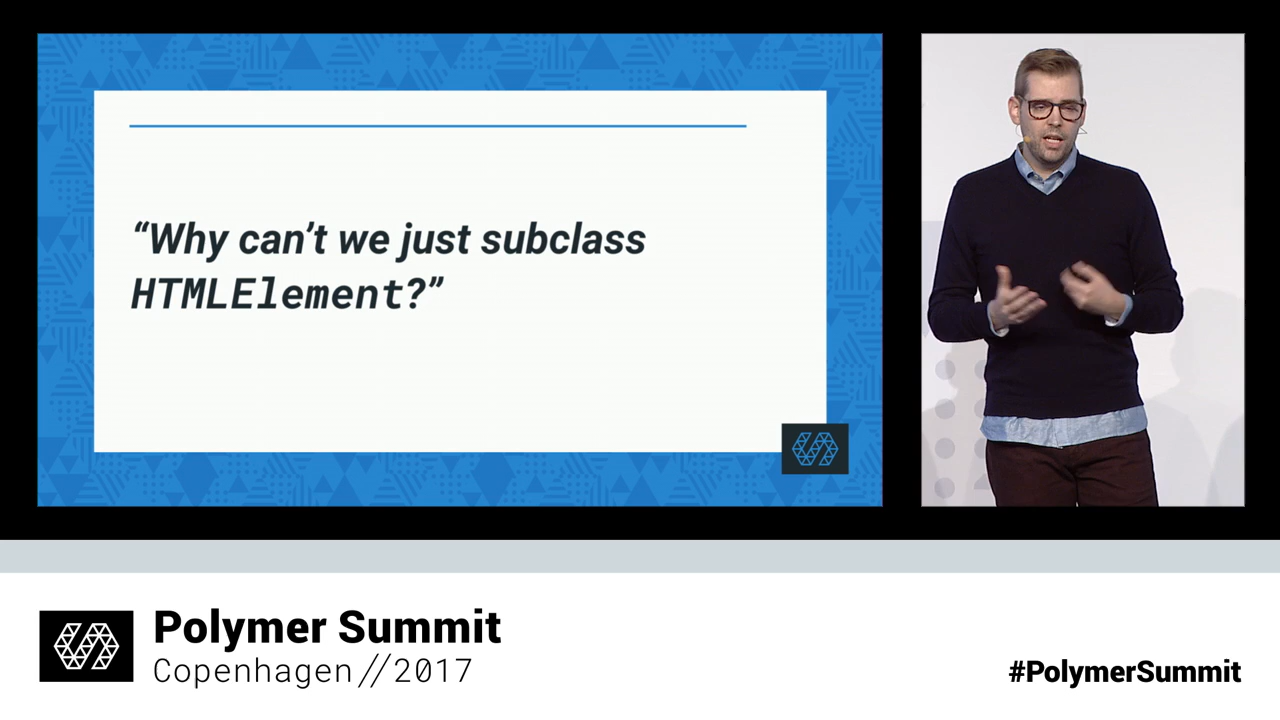 “Why can’t we just subclass
HTMLElement?”
Polymer Summit
Copenhagen//2017
#PolymerSummit